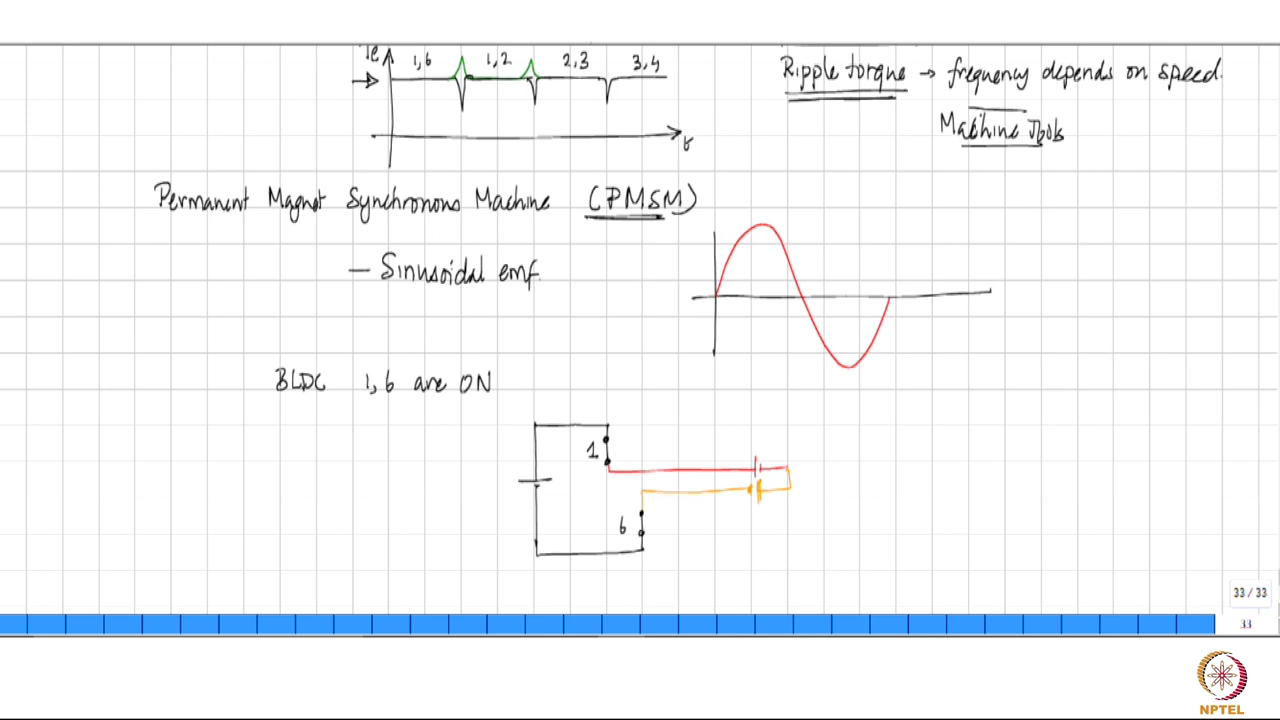 Te 1,6 1,2 2,3 3,4
t
Ripple torque → frequency depends on speed.
Machine Tools
Permanent Magnet Synchronous Machine (PMSM)
— Sinusoidal emf.
BLDC 1,6 are ON
1
6
33 / 33
33
NPTEL